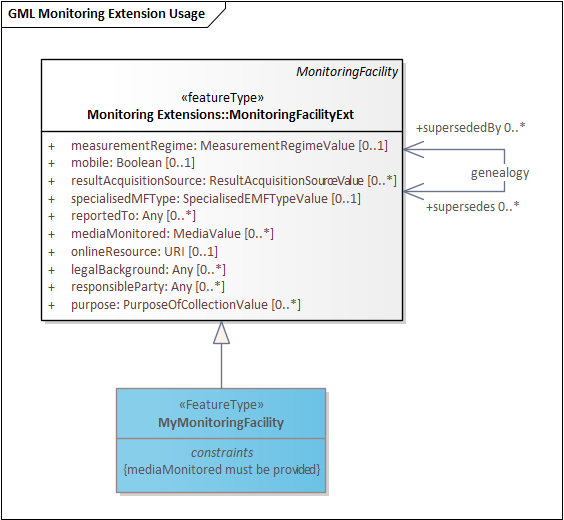 GML Monitoring Extension Usage
MonitoringFacility
«featureType»
Monitoring Extensions::MonitoringFacilityExt
+ measurementRegime: MeasurementRegimeValue [0..1]
+ mobile: Boolean [0..1]
+ resultAcquisitionSource: ResultAcquisitionSourceValue [0..*]
+ specialisedMFType: SpecialisedEMFTypeValue [0..1]
+ reportedTo: Any [0..*]
+ mediaMonitored: MediaValue [0..*]
+ onlineResource: URI [0..1]
+ legalBackground: Any [0..*]
+ responsibleParty: Any [0..*]
+ purpose: PurposeOfCollectionValue [0..*]
+supersededBy 0..*
genealogy
+supersedes 0..*
«FeatureType»
MyMonitoringFacility
constraints
{mediaMonitored must be provided}